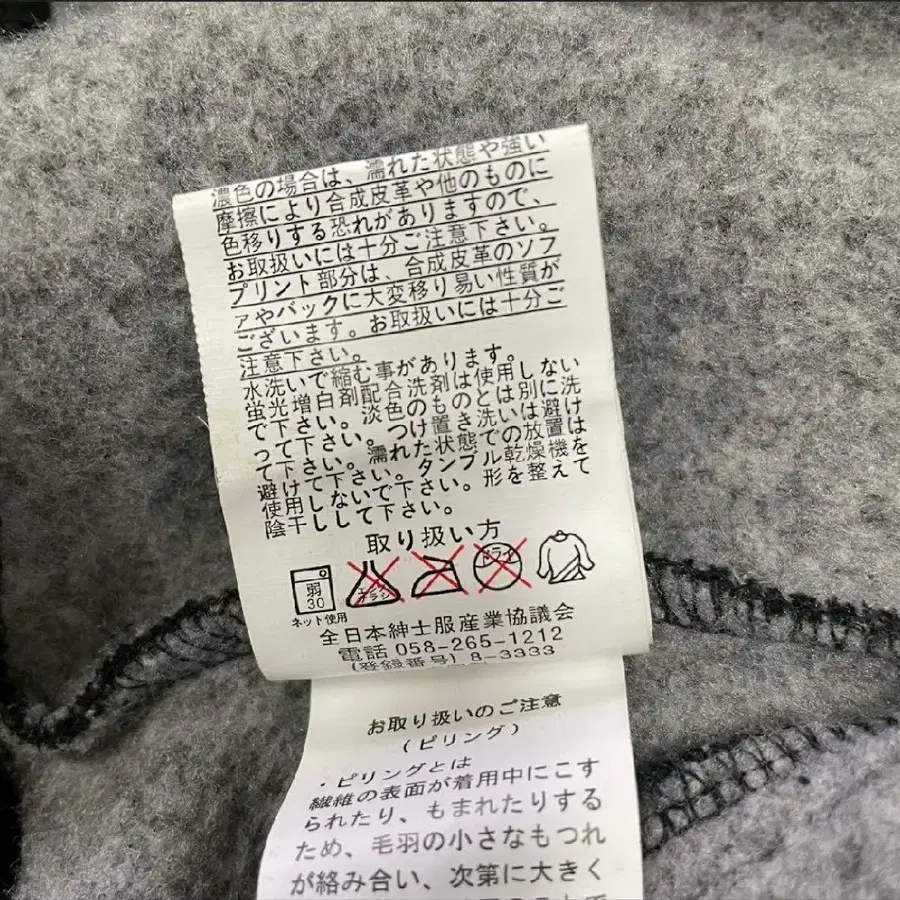 濃色の場合は、濡れた状態や強い
摩擦により合成皮革や他のものに
色移りする恐れがありますので、
お取扱いには十分ご注意下さい。
プリント部分は、合成皮革のソフ
ァやバックに大変移り易い性質が
ございます。お取扱いには十分ご
注意下さい。
水洗いで縮む事があります。
蛍光増白剤配合洗剤は使用しない
で下さい。淡色のものとは別に洗
って下さい。つけ置き洗いは避け
て下さい。濡れた状態での放置は
避けて下さい。タンブル乾燥機を
使用しないで下さい。形を整えて
陰干しして下さい。
取り扱い方
弱
30
エンソ
サラシ
ドライ
ネット使用
全日本紳士服産業協議会
電話 058-265-1212
(登録番号) 8-3333
お取り扱いのご注意
(ピリング)
・ピリングとは
繊維の表面が着用中にこす
られたり、もまれたりする
ため、毛羽の小さなもつれ
が絡み合い、次第に大きく